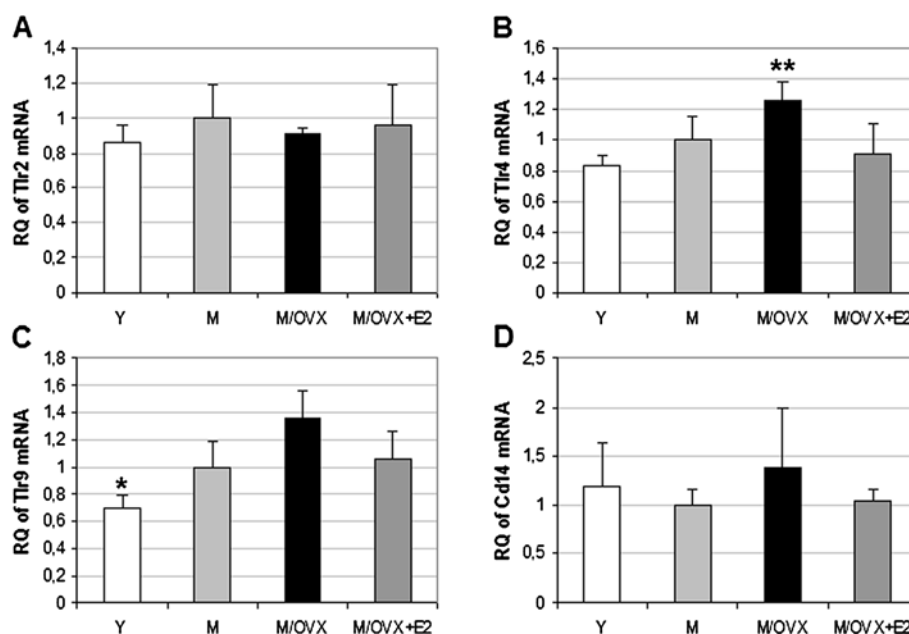 A
RQ of Tlr2 mRNA
1,4
1,2
1
0,8
0,6
0,4
0,2
0
Y M M/OVX M/OVX+E2
B
RQ of Tlr4 mRNA
1,6
1,4
1,2
1
0,8
0,6
0,4
0,2
0
**
Y M M/OVX M/OVX+E2
C
RQ of Tlr9 mRNA
1,8
1,6
1,4
1,2
1
0,8
0,6
0,4
0,2
0
*
Y M M/OVX M/OVX+E2
D
RQ of Cd14 mRNA
2,5
2
1,5
1
0,5
0
Y M M/OVX M/OVX+E2